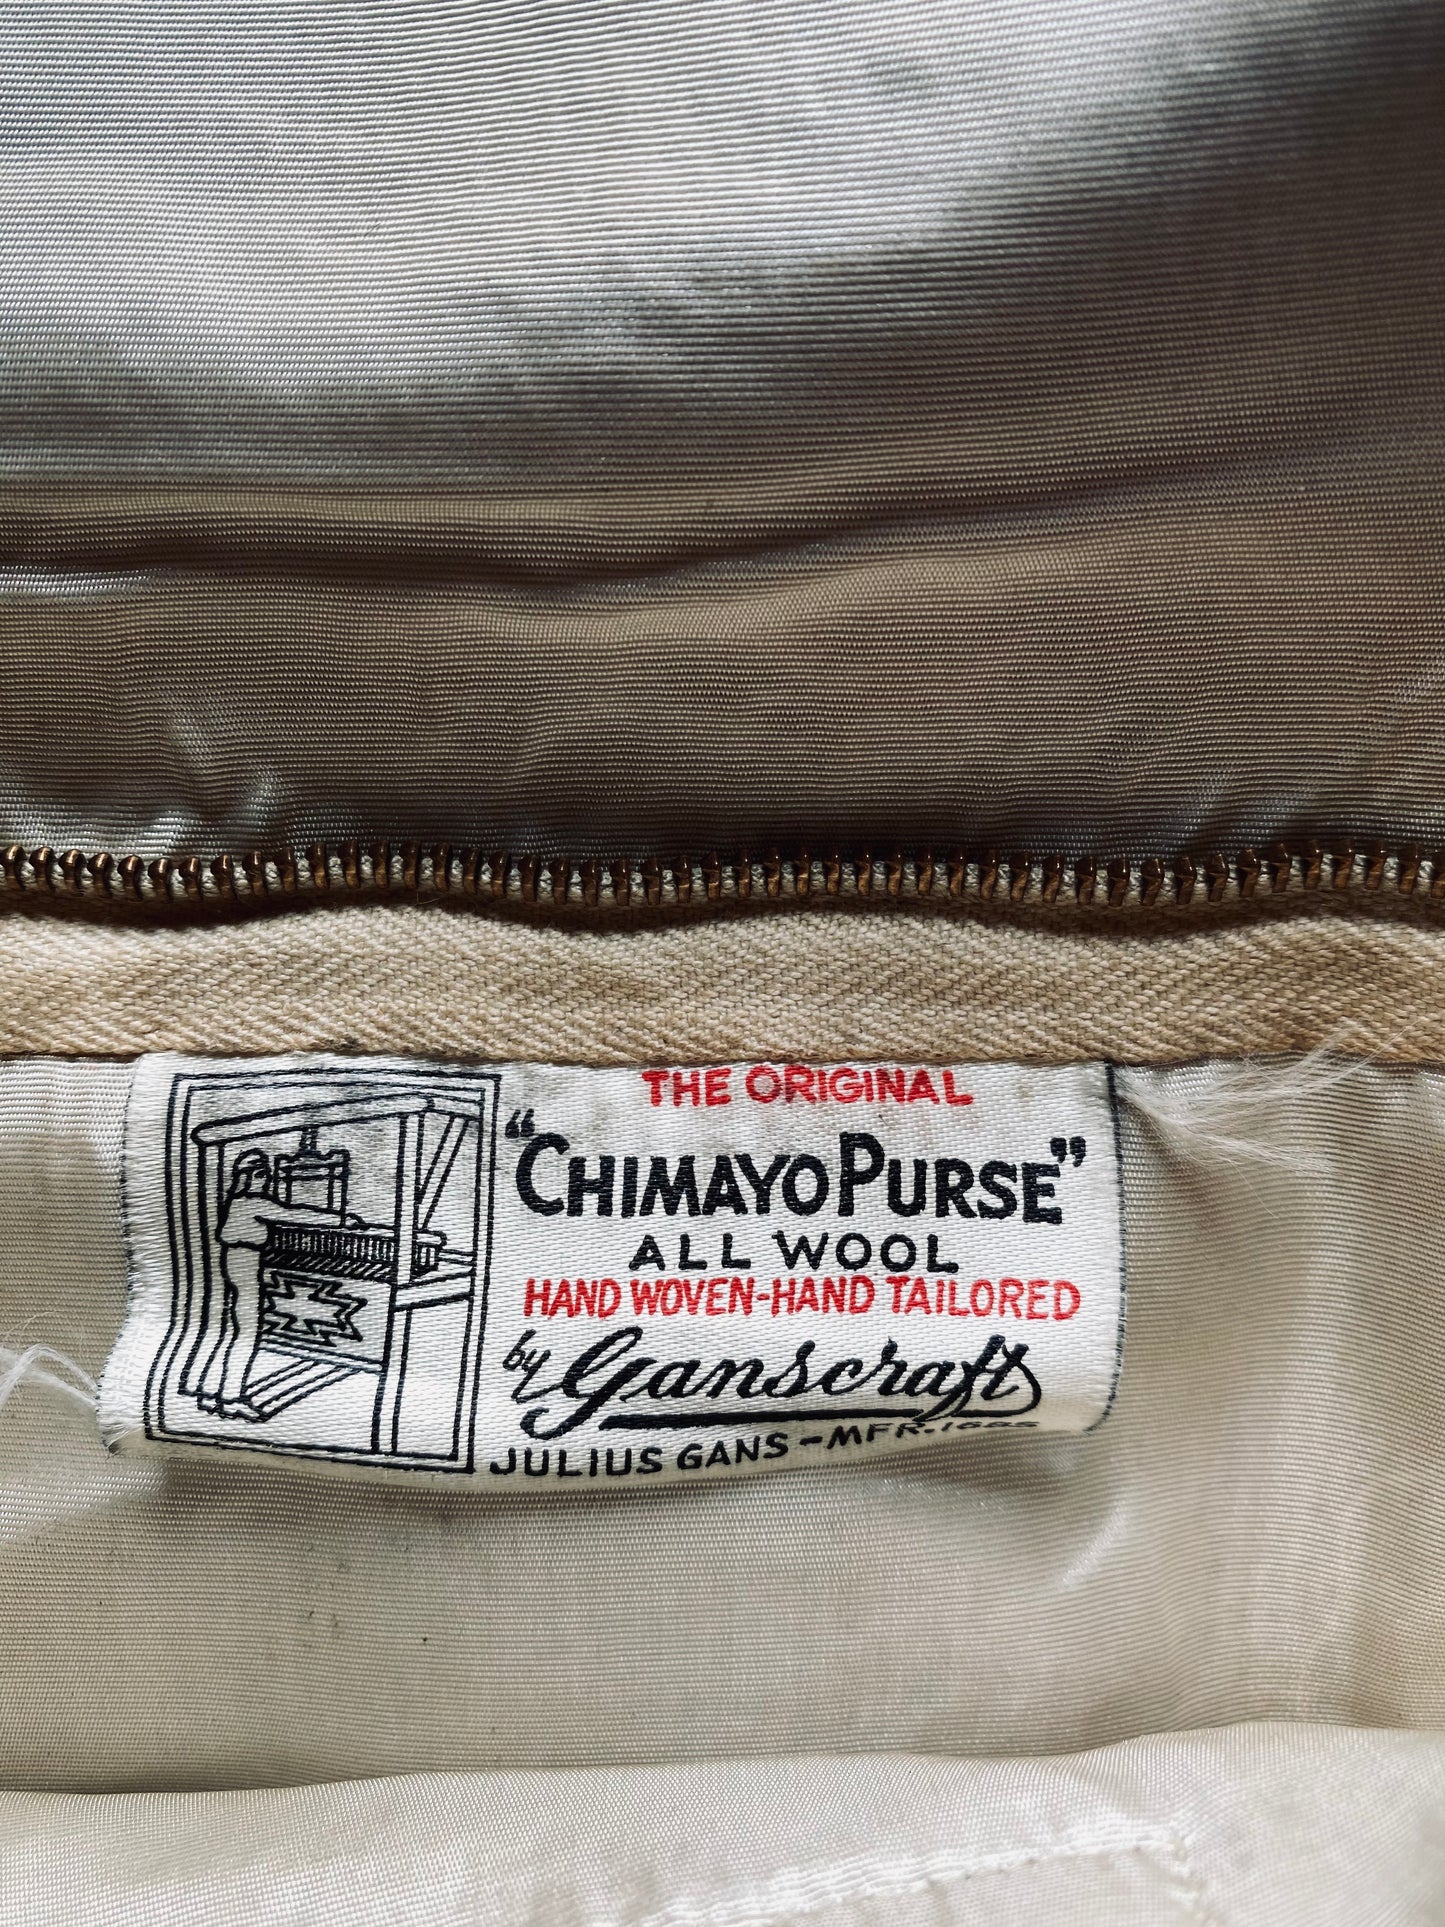 THE ORIGINAL
"CHIMAYO PURSE"
ALL WOOL
HAND WOVEN-HAND TAILORED
by Ganscraft
JULIUS GANS-MFR.